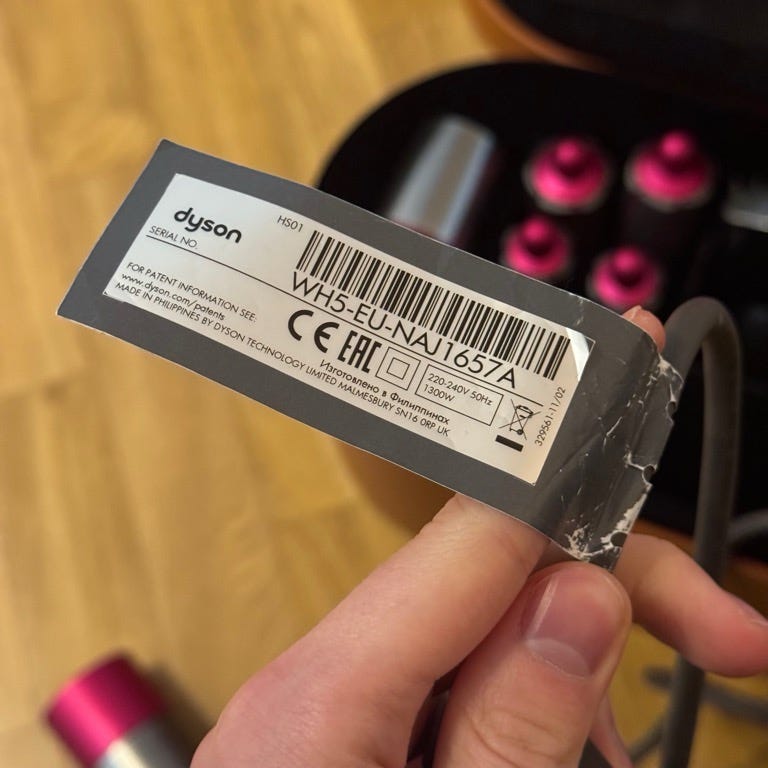 dyson
HS01
SERIAL NO.
WH5-EU-NAJ1657A
FOR PATENT INFORMATION SEE:
www.dyson.com/patents
MADE IN PHILIPPINES BY DYSON TECHNOLOGY LIMITED MALMESBURY SN16 0RP UK
Изготовлено в Филиппинах
CE EAC
220-240V 50Hz
1300W
329561-11/02